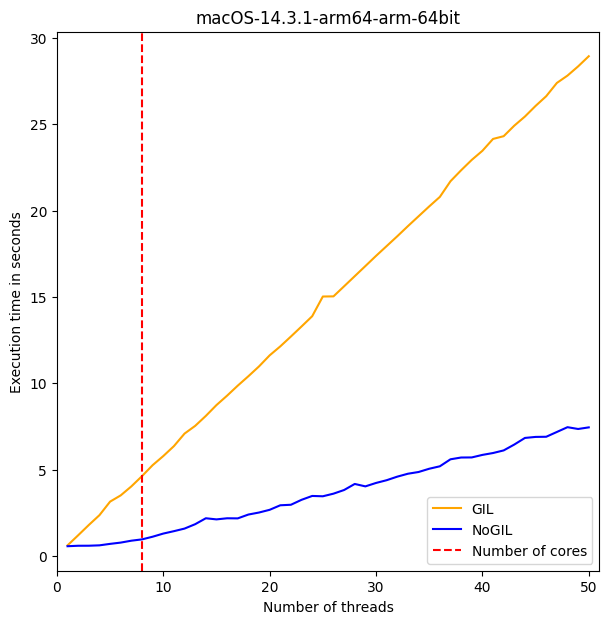 macOS-14.3.1-arm64-arm-64bit
Execution time in seconds
30
25
20
15
10
5
0
GIL
NoGIL
Number of cores
0 10 20 30 40 50
Number of threads